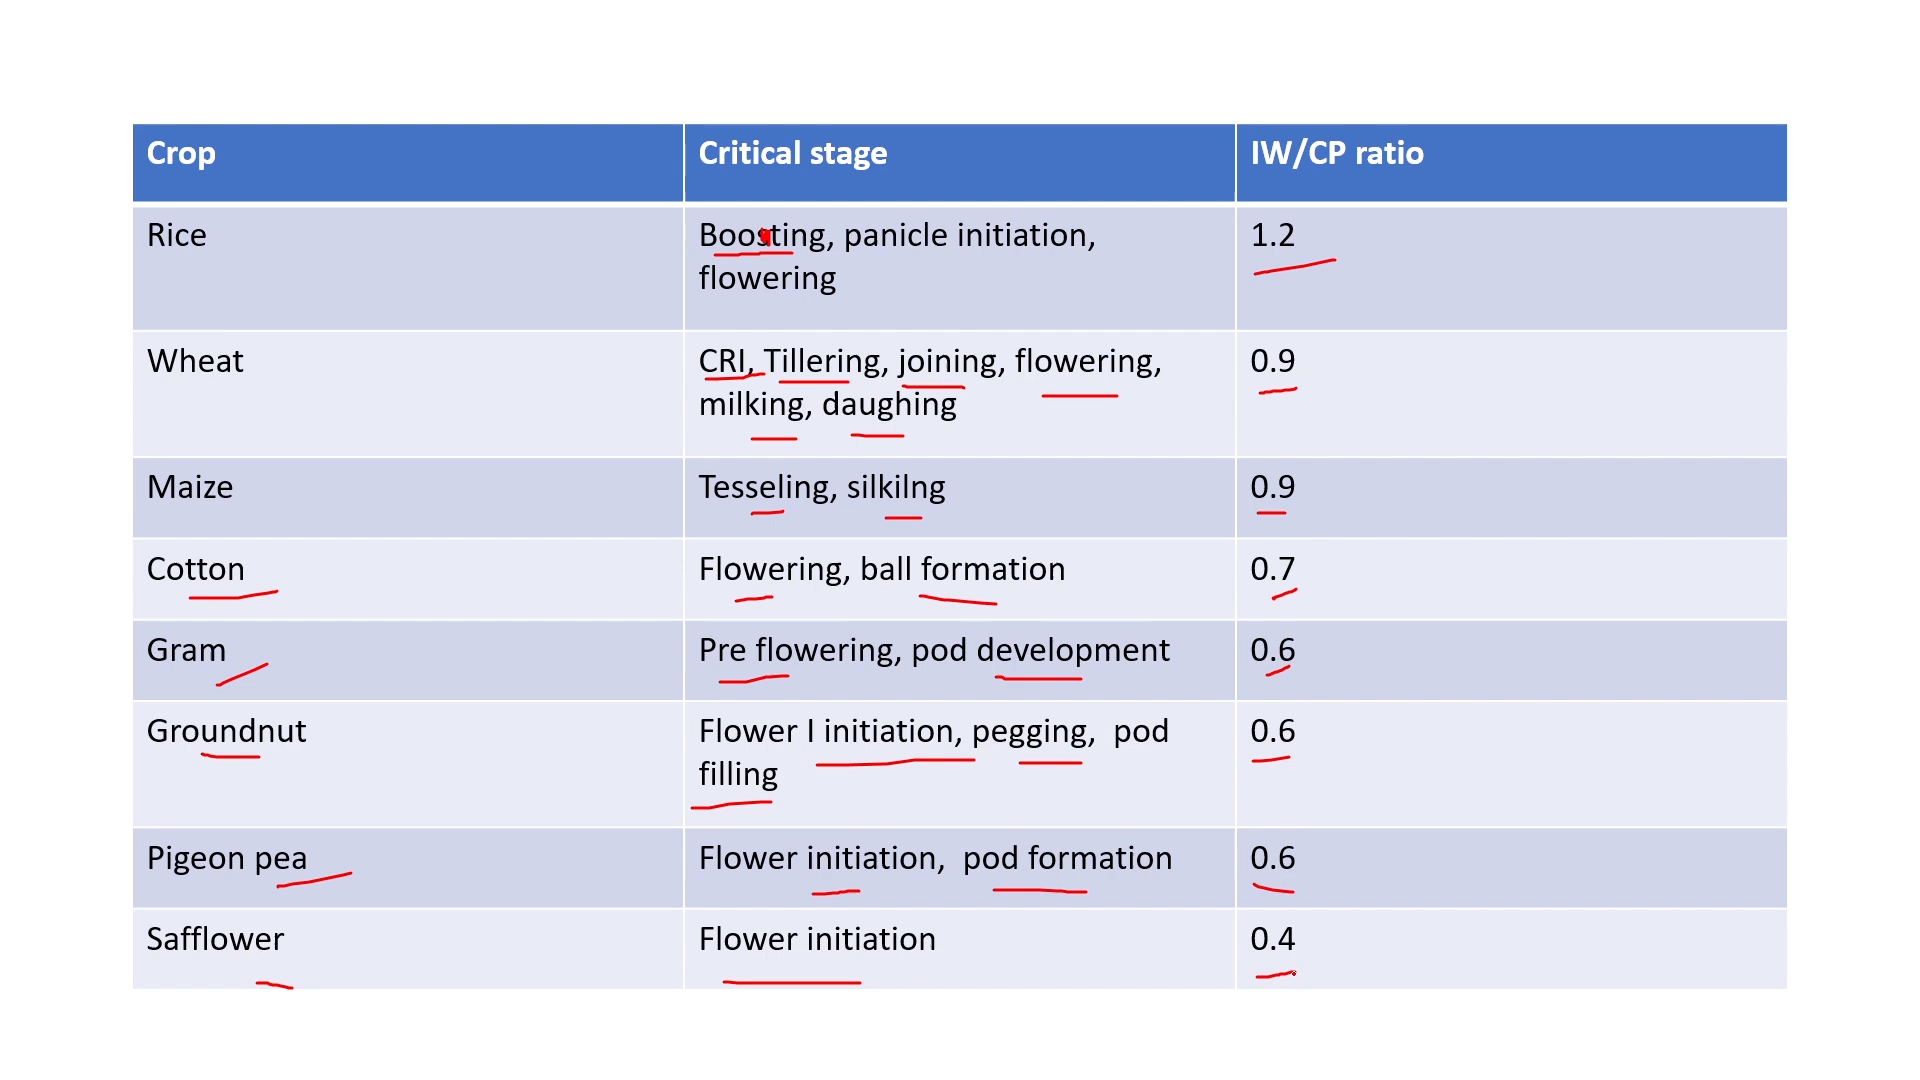 Crop Critical stage IW/CP ratio
Rice Boosting, panicle initiation, 1.2
flowering
Wheat CRI, Tillering, joining, flowering, 0.9
milking, daughing
Maize Tesseling, silkilng 0.9
Cotton Flowering, ball formation 0.7
Gram Pre flowering, pod development 0.6
Groundnut Flower I initiation, pegging, pod 0.6
filling
Pigeon pea Flower initiation, pod formation 0.6
Safflower Flower initiation 0.4